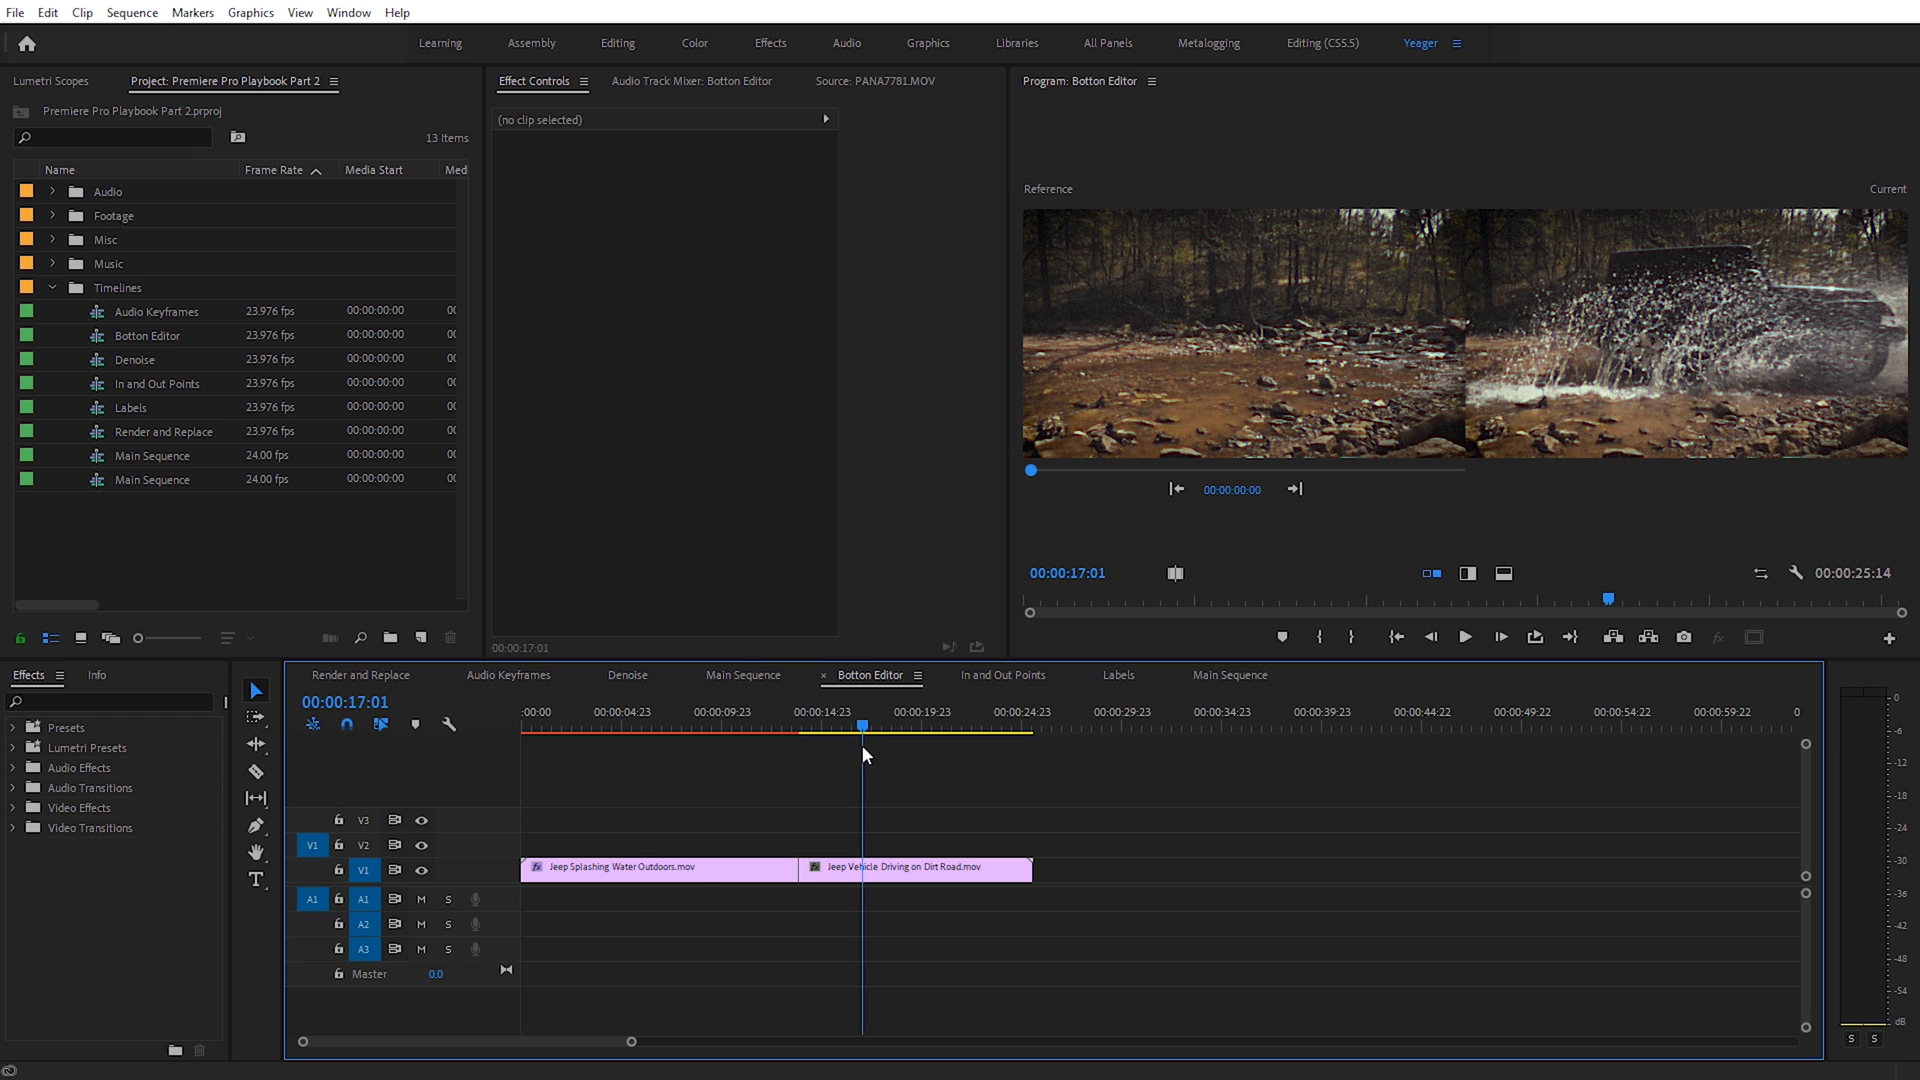 File Edit Clip Sequence Markers Graphics View Window Help
Learning Assembly Editing Color Effects Audio Graphics Libraries All Panels Metalogging Editing (CS5.5) Yeager
Lumetri Scopes Project: Premiere Pro Playbook Part 2
Premiere Pro Playbook Part 2.prproj
13 Items
Name Frame Rate Media Start Med
Audio
Footage
Misc
Music
Timelines
Audio Keyframes 23.976 fps 00:00:00:00 00
Botton Editor 23.976 fps 00:00:00:00 00
Denoise 23.976 fps 00:00:00:00 00
In and Out Points 23.976 fps 00:00:00:00 00
Labels 23.976 fps 00:00:00:00 00
Render and Replace 23.976 fps 00:00:00:00 00
Main Sequence 24.00 fps 00:00:00:00 00
Main Sequence 24.00 fps 00:00:00:00 00
Effect Controls Audio Track Mixer: Botton Editor Source: PANA7781.MOV
(no clip selected)
00:00:17:01
Program: Botton Editor
Reference Current
00:00:00:00
00:00:17:01 00:00:25:14
fx
Effects Info
Presets
Lumetri Presets
Audio Effects
Audio Transitions
Video Effects
Video Transitions
Render and Replace Audio Keyframes Denoise Main Sequence × Botton Editor In and Out Points Labels Main Sequence
00:00:17:01
:00:00 00:00:04:23 00:00:09:23 00:00:14:23 00:00:19:23 00:00:24:23 00:00:29:23 00:00:34:23 00:00:39:23 00:00:44:22 00:00:49:22 00:00:54:22 00:00:59:22 0
V3
V1 V2
V1 fx Jeep Splashing Water Outdoors.mov fx Jeep Vehicle Driving on Dirt Road.mov
A1 A1 M S
A2 M S
A3 M S
Master 0.0
0
-6
-12
-18
-24
-30
-36
-42
-48
-54
dB
S S